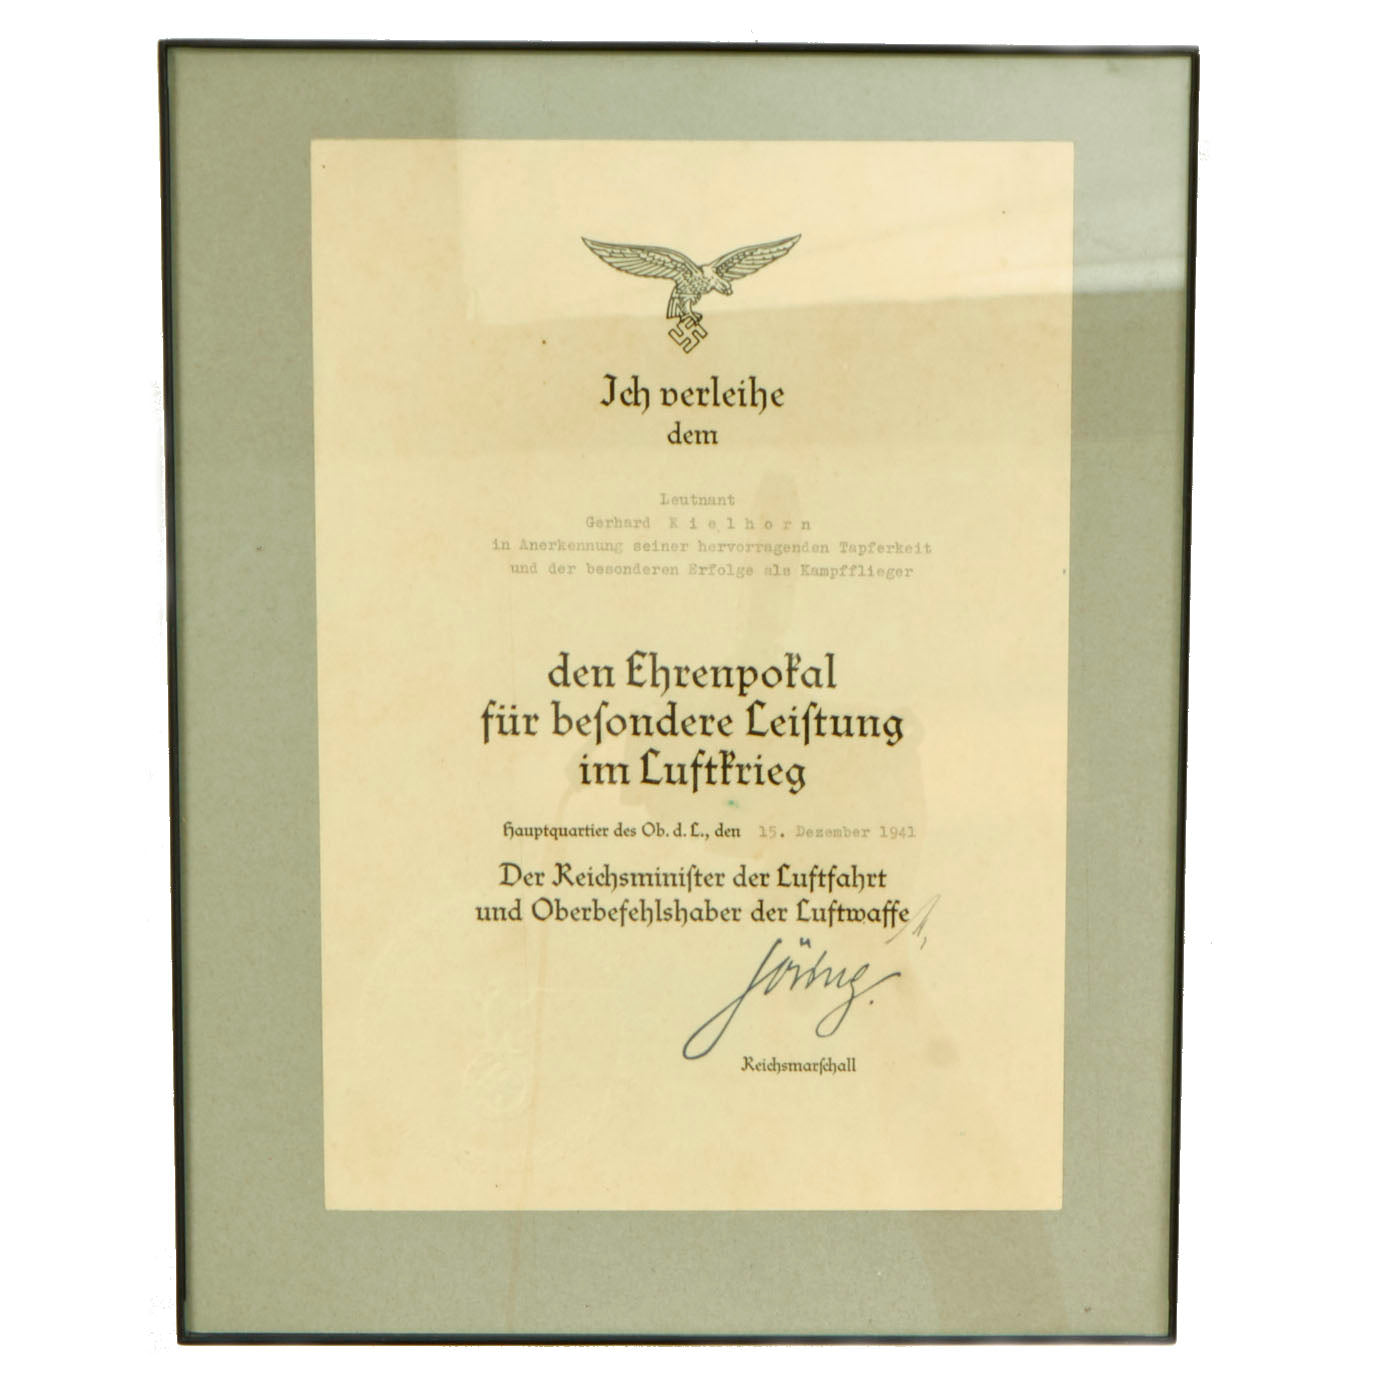 Ich verleihe
dem
Leutnant
Gerhard K i e l h o r n
in Anerkennung seiner hervorragenden Tapferkeit
und der besonderen Erfolge als Kampfflieger
den Ehrenpokal
für beſondere Leiſtung
im Luftkrieg
Hauptquartier des Ob. d. L., den 15. Dezember 1941
Der Reichsminiſter der Luftfahrt
und Oberbefehlshaber der Luftwaffe
Göring.
Reichsmarſchall